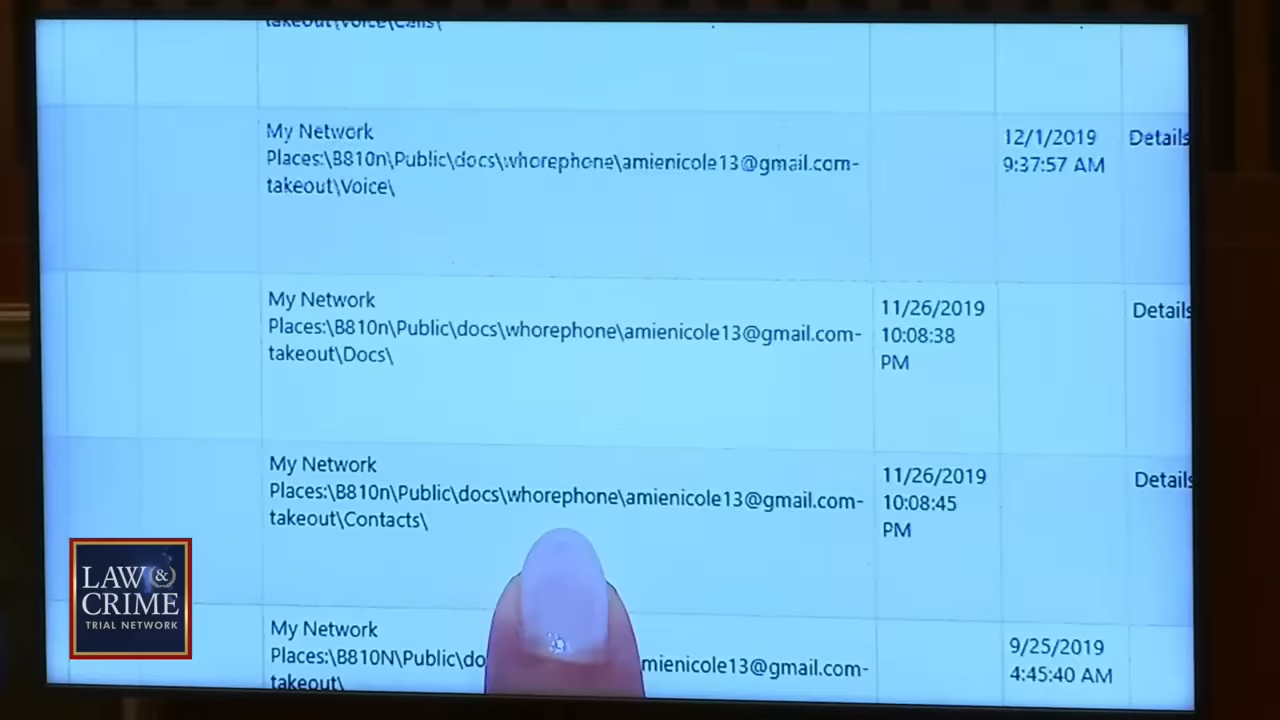 takeout\Voice\Calls\
My Network
Places:\B810n\Public\docs\whorephone\amienicole13@gmail.com-
takeout\Voice\
12/1/2019
9:37:57 AM
Details
My Network
Places:\B810n\Public\docs\whorephone\amienicole13@gmail.com-
takeout\Docs\
11/26/2019
10:08:38
PM
Details
My Network
Places:\B810n\Public\docs\whorephone\amienicole13@gmail.com-
takeout\Contacts\
11/26/2019
10:08:45
PM
Details
My Network
Places:\B810N\Public\do mienicole13@gmail.com-
takeout\
9/25/2019
4:45:40 AM
LAW &
CRIME
TRIAL NETWORK